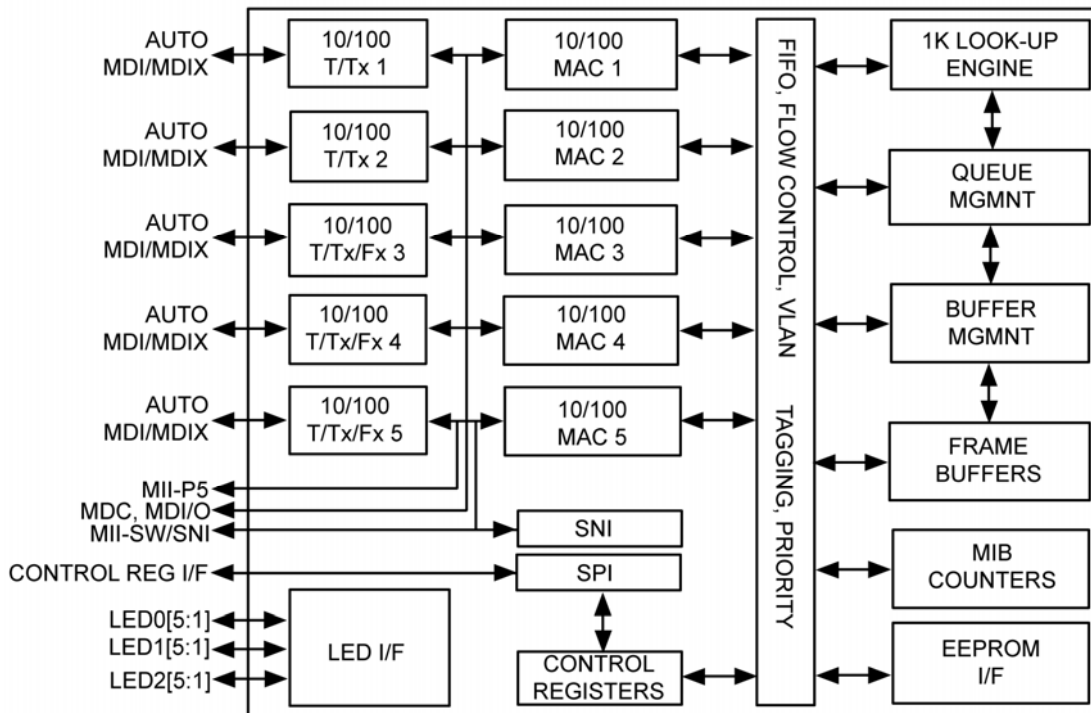 AUTO
MDI/MDIX
10/100
T/Tx 1
10/100
MAC 1
1K LOOK-UP
ENGINE
AUTO
MDI/MDIX
10/100
T/Tx 2
10/100
MAC 2
QUEUE
MGMNT
AUTO
MDI/MDIX
10/100
T/Tx/Fx 3
10/100
MAC 3
AUTO
MDI/MDIX
10/100
T/Tx/Fx 4
10/100
MAC 4
BUFFER
MGMNT
AUTO
MDI/MDIX
10/100
T/Tx/Fx 5
10/100
MAC 5
FRAME
BUFFERS
FIFO, FLOW CONTROL, VLAN TAGGING, PRIORITY
MII-P5
MDC, MDI/O
MII-SW/SNI
SNI
CONTROL REG I/F
SPI
MIB
COUNTERS
LED0[5:1]
LED1[5:1]
LED2[5:1]
LED I/F
CONTROL
REGISTERS
EEPROM
I/F